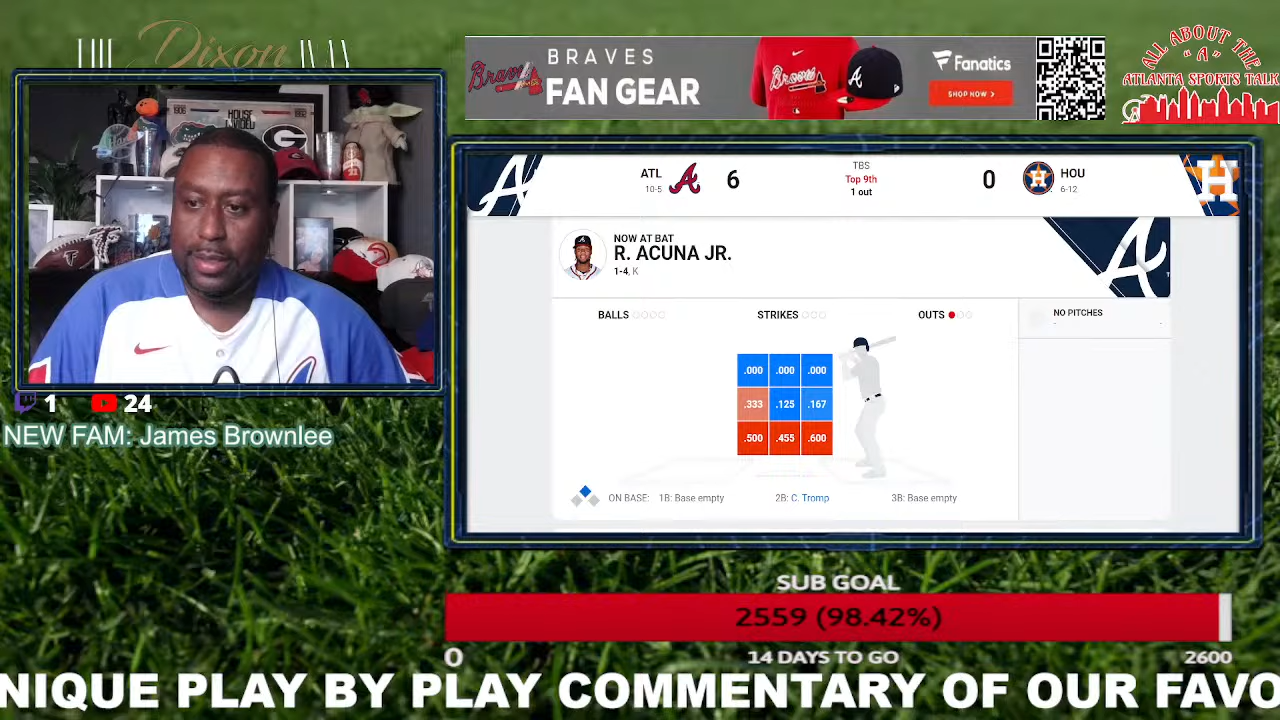 Dixon
BRAVES
FAN GEAR
Braves
Braves
Fanatics
SHOP NOW >
ALL ABOUT THE
"A"
ATLANTA SPORTS TALK
HOUSE
DIVIDED
ATL
10-5
6
TBS
Top 9th
1 out
0
HOU
6-12
NOW AT BAT
R. ACUNA JR.
1-4, K
BALLS
STRIKES
OUTS
NO PITCHES
.000 .000 .000
.333 .125 .167
.500 .455 .600
ON BASE: 1B: Base empty 2B: C. Tromp 3B: Base empty
1 24
NEW FAM: James Brownlee
SUB GOAL
2559 (98.42%)
0 14 DAYS TO GO 2600
NIQUE PLAY BY PLAY COMMENTARY OF OUR FAVO